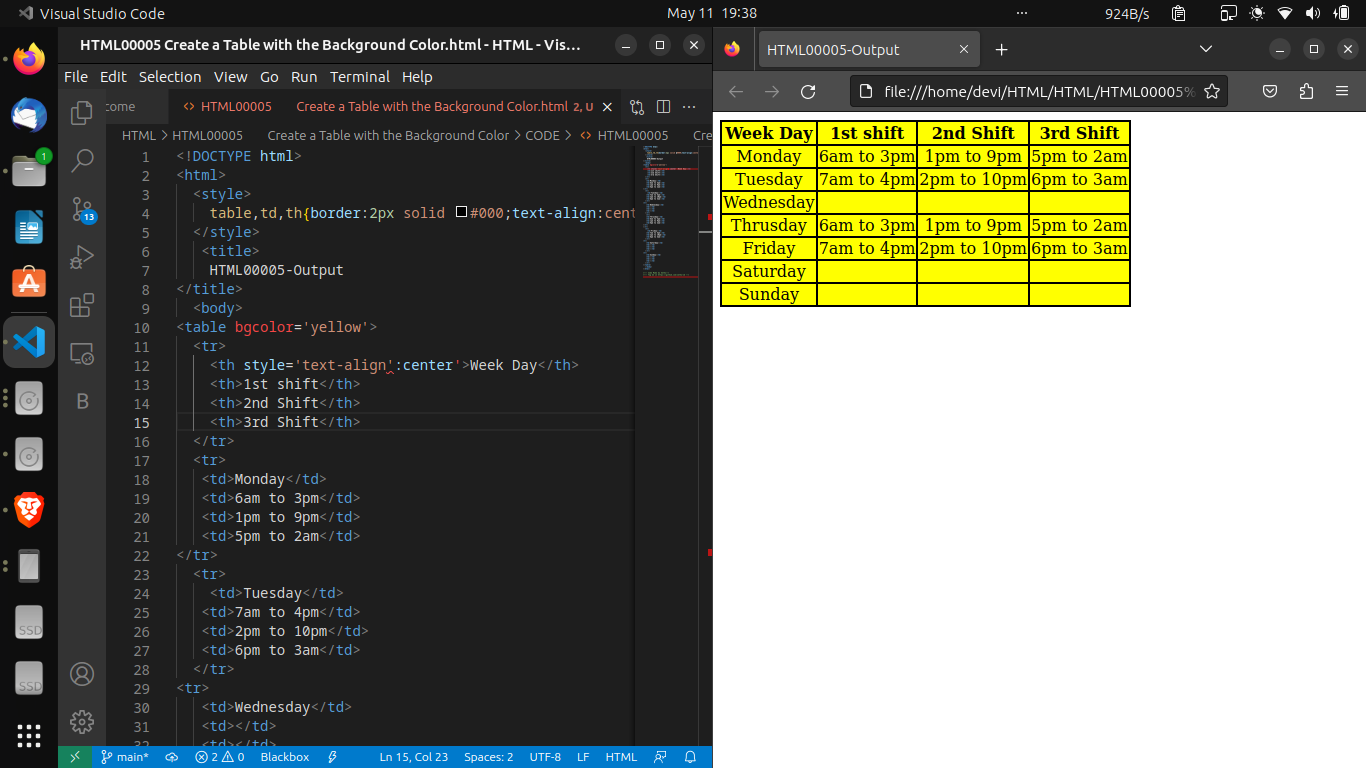 Visual Studio Code
May 11 19:38
924B/s
HTML00005 Create a Table with the Background Color.html - HTML - Vis...
File Edit Selection View Go Run Terminal Help
come
HTML00005 Create a Table with the Background Color.html 2, U
HTML > HTML00005 Create a Table with the Background Color > CODE > HTML00005 Cre
1 <!DOCTYPE html>
2 <html>
3 <style>
4 table,td,th{border:2px solid #000;text-align:cent
5 </style>
6 <title>
7 HTML00005-Output
8 </title>
9 <body>
10 <table bgcolor='yellow'>
11 <tr>
12 <th style='text-align':center'>Week Day</th>
13 <th>1st shift</th>
14 <th>2nd Shift</th>
15 <th>3rd Shift</th>
16 </tr>
17 <tr>
18 <td>Monday</td>
19 <td>6am to 3pm</td>
20 <td>1pm to 9pm</td>
21 <td>5pm to 2am</td>
22 </tr>
23 <tr>
24 <td>Tuesday</td>
25 <td>7am to 4pm</td>
26 <td>2pm to 10pm</td>
27 <td>6pm to 3am</td>
28 </tr>
29 <tr>
30 <td>Wednesday</td>
31 <td></td>
32 <td></td>
1
13
B
SSD
SSD
main* 2 0 Blackbox Ln 15, Col 23 Spaces: 2 UTF-8 LF HTML
HTML00005-Output
file:///home/devi/HTML/HTML/HTML00005%
Week Day 1st shift 2nd Shift 3rd Shift
Monday 6am to 3pm 1pm to 9pm 5pm to 2am
Tuesday 7am to 4pm 2pm to 10pm 6pm to 3am
Wednesday
Thrusday 6am to 3pm 1pm to 9pm 5pm to 2am
Friday 7am to 4pm 2pm to 10pm 6pm to 3am
Saturday
Sunday